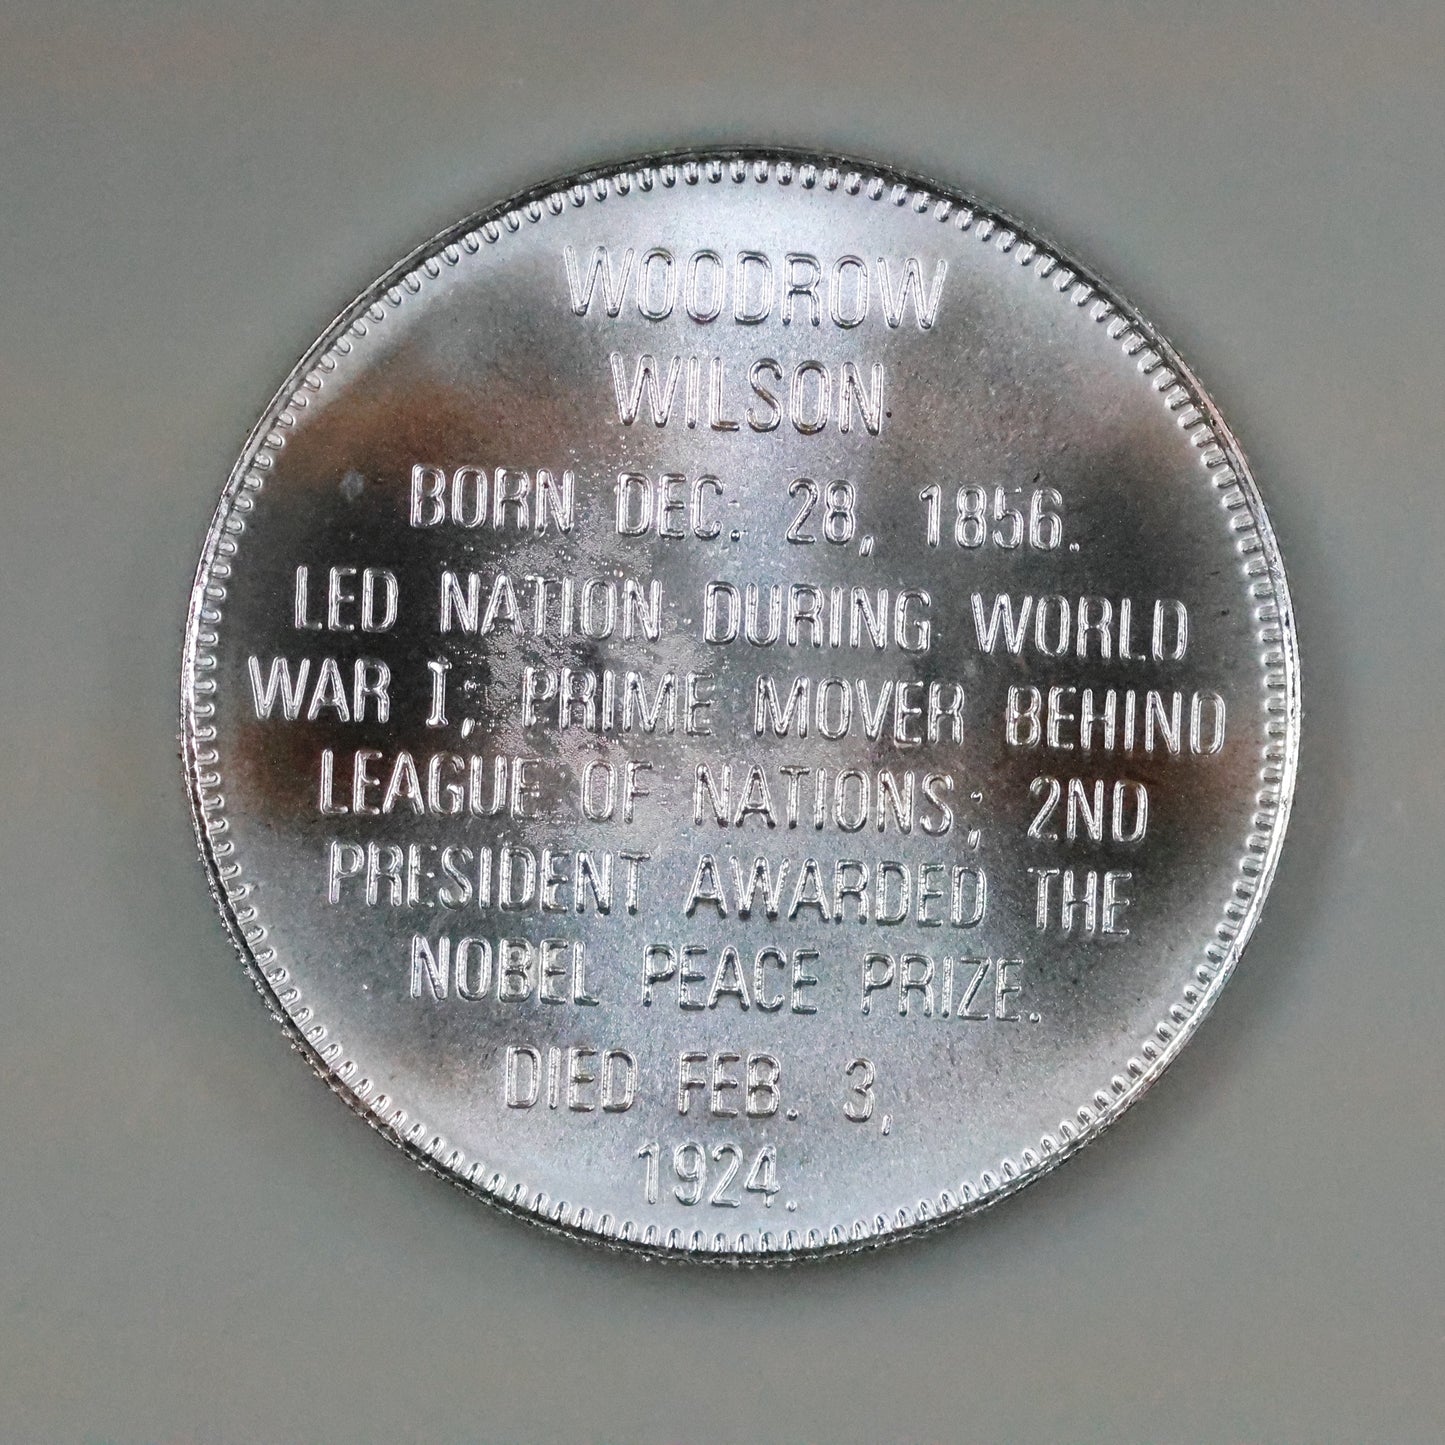 WOODROW
WILSON
BORN DEC. 28, 1856.
LED NATION DURING WORLD
WAR I; PRIME MOVER BEHIND
LEAGUE OF NATIONS; 2ND
PRESIDENT AWARDED THE
NOBEL PEACE PRIZE.
DIED FEB. 3,
1924.